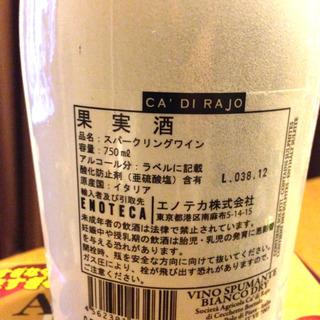 CA' DI RAJO
果実酒
品名:スパークリングワイン
容量:750mℓ
アルコール分:ラベルに記載
酸化防止剤(亜硫酸塩)含有
L.038.12
原産国:イタリア
輸入者及び引取先
ENOTECA
エノテカ株式会社
東京都港区南麻布5-14-15
未成年者の飲酒は法律で禁止されています。
妊娠中や授乳期の飲酒は胎児・乳児の発育に悪影響
を与える恐れがあります。
開栓時、瓶を安全な方向に向けて抜いてください。
ガス圧により、栓が飛び出す恐れがありますので、
ご注意ください。
VINO SPUMANTE
BIANCO DRY
Società Agricola Ca' di Rajo
di Cecchetto